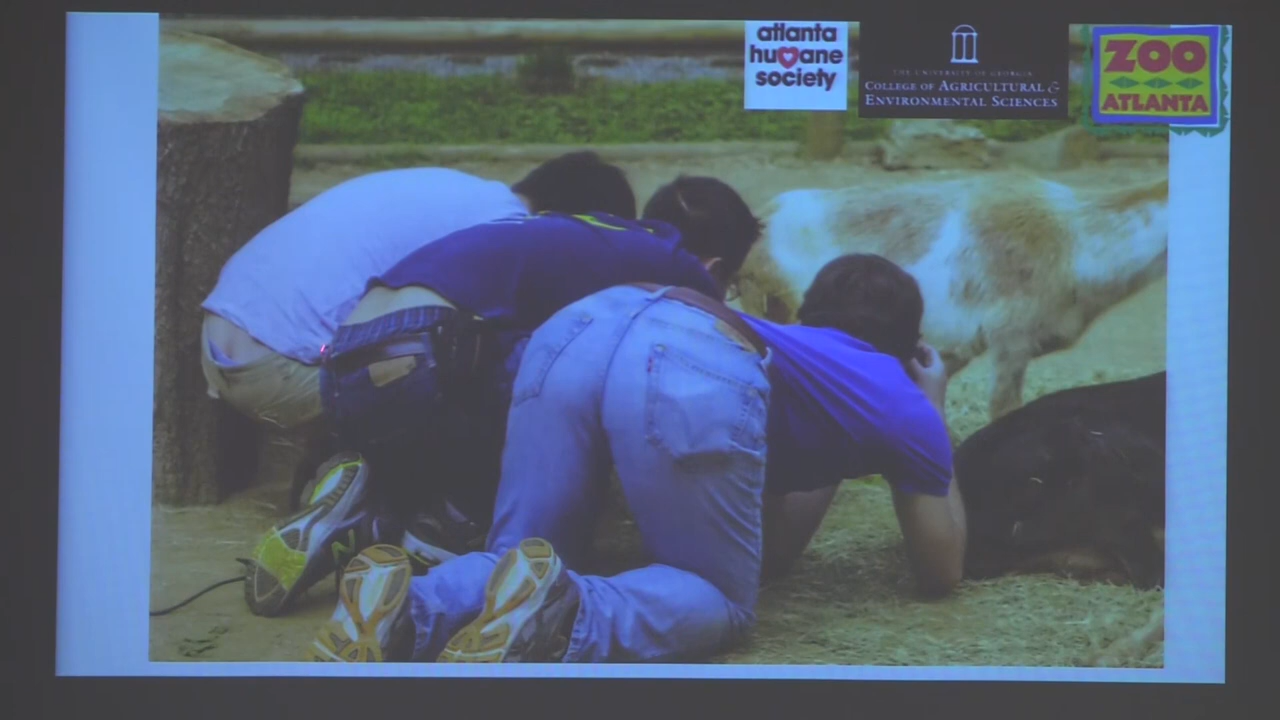 atlanta
humane
society
THE UNIVERSITY OF GEORGIA
COLLEGE OF AGRICULTURAL &
ENVIRONMENTAL SCIENCES
ZOO
ATLANTA
N